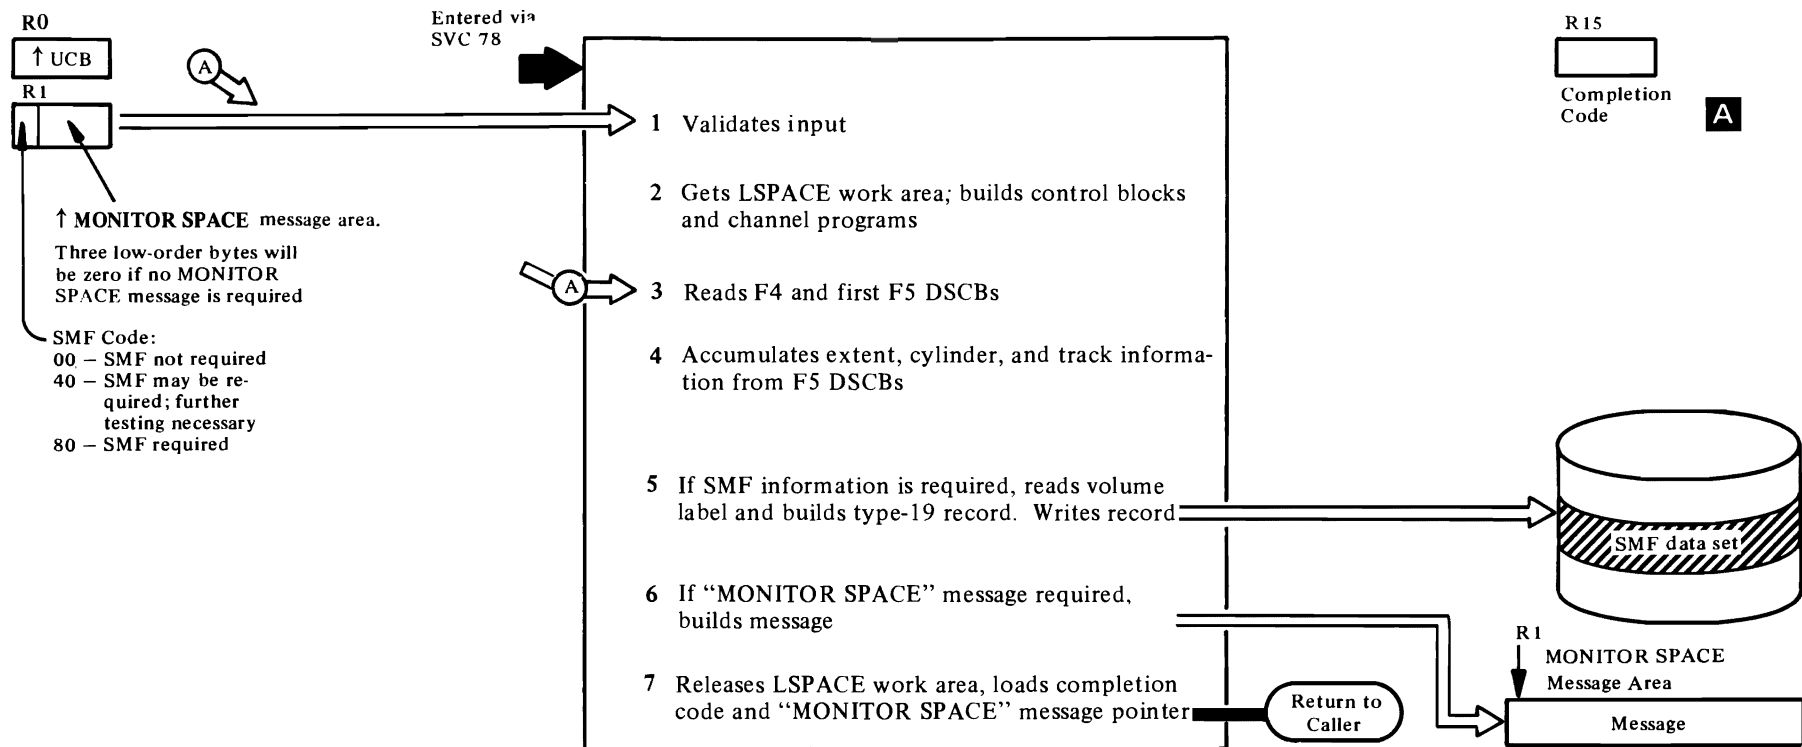 R0
↑ UCB
R1
A
Entered via
SVC 78
↑ MONITOR SPACE message area.
Three low-order bytes will
be zero if no MONITOR
SPACE message is required
SMF Code:
00 – SMF not required
40 – SMF may be re-
quired; further
testing necessary
80 – SMF required
1 Validates input
2 Gets LSPACE work area; builds control blocks
and channel programs
A
3 Reads F4 and first F5 DSCBs
4 Accumulates extent, cylinder, and track informa-
tion from F5 DSCBs
5 If SMF information is required, reads volume
label and builds type-19 record. Writes record
6 If “MONITOR SPACE” message required,
builds message
7 Releases LSPACE work area, loads completion
code and “MONITOR SPACE” message pointer
Return to
Caller
R15
Completion
Code
A
SMF data set
R1
MONITOR SPACE
Message Area
Message